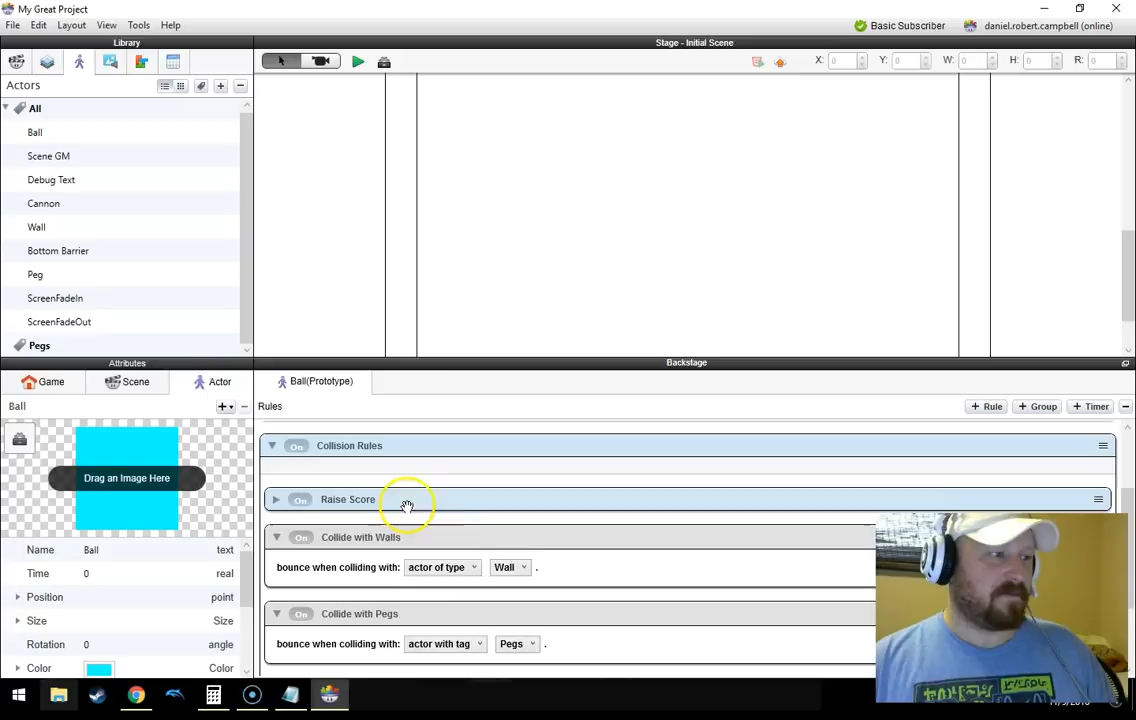 My Great Project
File Edit Layout View Tools Help
Basic Subscriber daniel.robert.campbell (online)
Library
Stage - Initial Scene
X: 0 Y: 0 W: 0 H: 0 R: 0
Actors
All
Ball
Scene GM
Debug Text
Cannon
Wall
Bottom Barrier
Peg
ScreenFadeIn
ScreenFadeOut
Pegs
Attributes
Backstage
Game Scene Actor
Ball(Prototype)
Ball
Rules
+ Rule + Group + Timer
Drag an Image Here
On Collision Rules
On Raise Score
On Collide with Walls
bounce when colliding with: actor of type Wall .
On Collide with Pegs
bounce when colliding with: actor with tag Pegs .
Name Ball text
Time 0 real
Position point
Size Size
Rotation 0 angle
Color Color